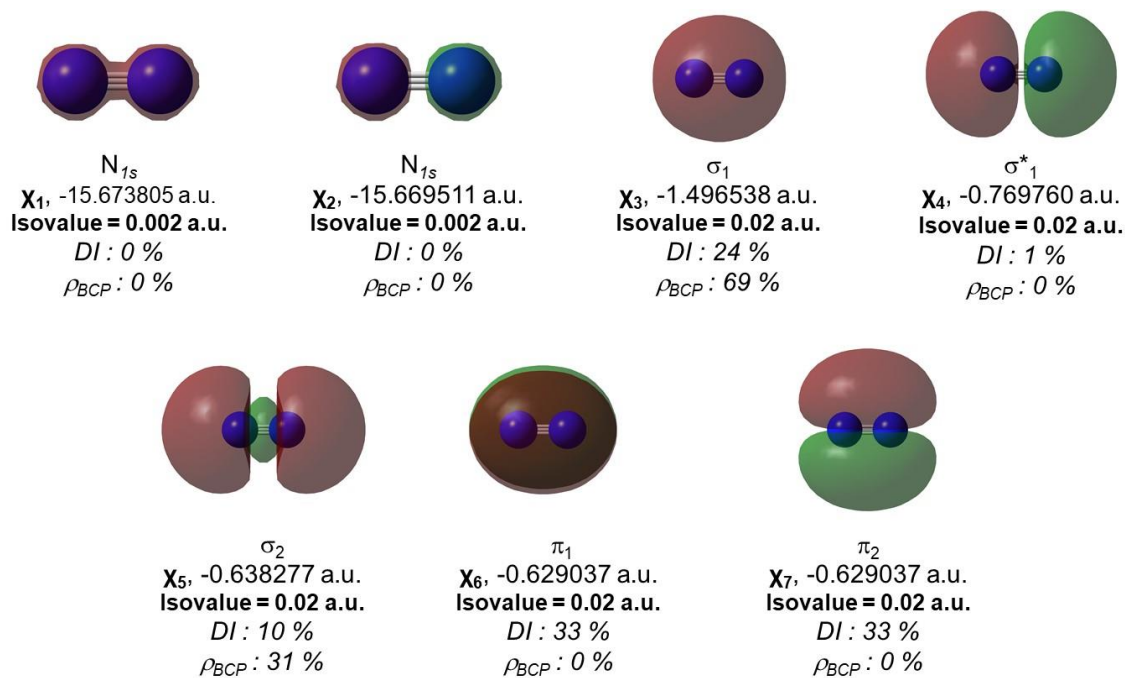 N1s
χ1, -15.673805 a.u.
Isovalue = 0.002 a.u.
DI : 0 %
ρBCP : 0 %
N1s
χ2, -15.669511 a.u.
Isovalue = 0.002 a.u.
DI : 0 %
ρBCP : 0 %
σ1
χ3, -1.496538 a.u.
Isovalue = 0.02 a.u.
DI : 24 %
ρBCP : 69 %
σ*1
χ4, -0.769760 a.u.
Isovalue = 0.02 a.u.
DI : 1 %
ρBCP : 0 %
σ2
χ5, -0.638277 a.u.
Isovalue = 0.02 a.u.
DI : 10 %
ρBCP : 31 %
π1
χ6, -0.629037 a.u.
Isovalue = 0.02 a.u.
DI : 33 %
ρBCP : 0 %
π2
χ7, -0.629037 a.u.
Isovalue = 0.02 a.u.
DI : 33 %
ρBCP : 0 %